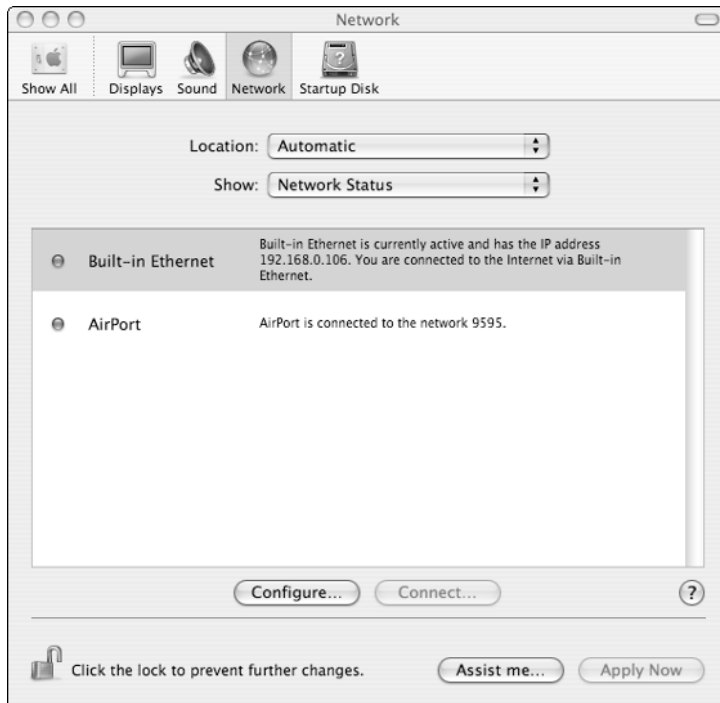 Network
Show All
Displays
Sound
Network
Startup Disk
Location: Automatic
Show: Network Status
Built-in Ethernet
Built-in Ethernet is currently active and has the IP address
192.168.0.106. You are connected to the Internet via Built-in
Ethernet.
AirPort
AirPort is connected to the network 9595.
Configure...
Connect...
?
Click the lock to prevent further changes.
Assist me...
Apply Now